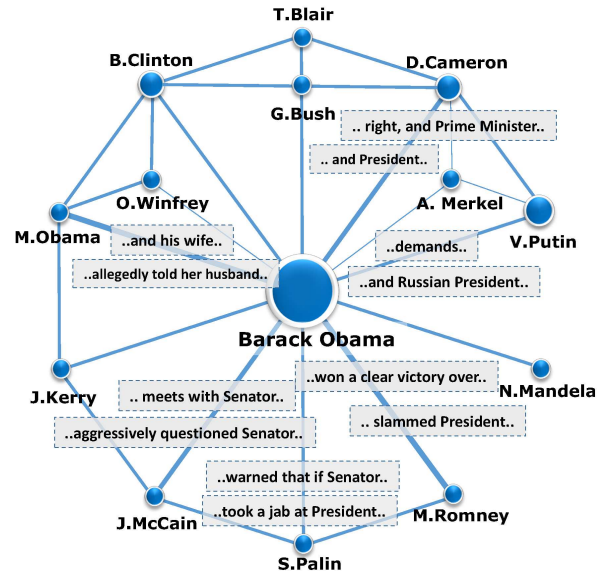 T.Blair
B.Clinton
D.Cameron
G.Bush
.. right, and Prime Minister..
.. and President..
O.Winfrey
A. Merkel
M.Obama
V.Putin
..and his wife..
..demands..
..allegedly told her husband..
..and Russian President..
Barack Obama
..won a clear victory over..
N.Mandela
J.Kerry
.. meets with Senator..
.. slammed President..
..aggressively questioned Senator..
..warned that if Senator..
..took a jab at President..
M.Romney
J.McCain
S.Palin